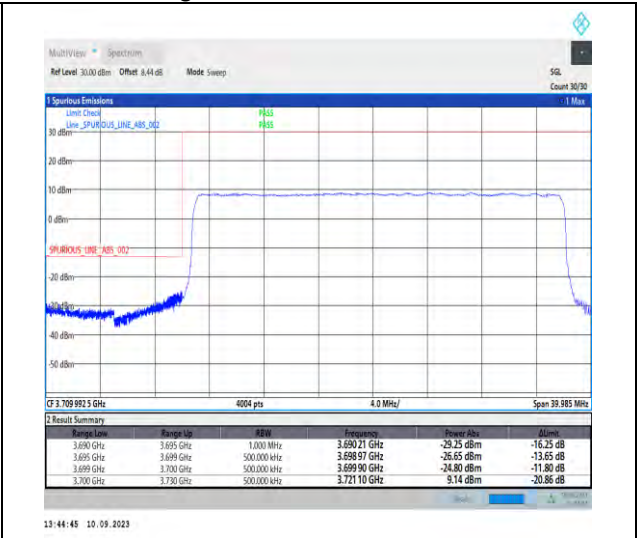 MultiView Spectrum
Ref Level 30.00 dBm Offset 8.44 dB Mode Sweep SGL
Count 30/30
1 Spurious Emissions 1 Max
Limit Check PASS
Line _SPURIOUS_LINE_ABS_002 PASS
30 dBm
20 dBm
10 dBm
0 dBm
SPURIOUS_LINE_ABS_002
-20 dBm
-30 dBm
-40 dBm
-50 dBm
CF 3.709 992 5 GHz 4004 pts 4.0 MHz/ Span 39.985 MHz
2 Result Summary
Range Low Range Up RBW Frequency Power Abs ΔLimit
3.690 GHz 3.695 GHz 1.000 MHz 3.690 21 GHz -29.25 dBm -16.25 dB
3.695 GHz 3.699 GHz 500.000 kHz 3.698 97 GHz -26.65 dBm -13.65 dB
3.699 GHz 3.700 GHz 500.000 kHz 3.699 90 GHz -24.80 dBm -11.80 dB
3.700 GHz 3.730 GHz 500.000 kHz 3.721 10 GHz 9.14 dBm -20.86 dB
13:44:45 10.09.2023